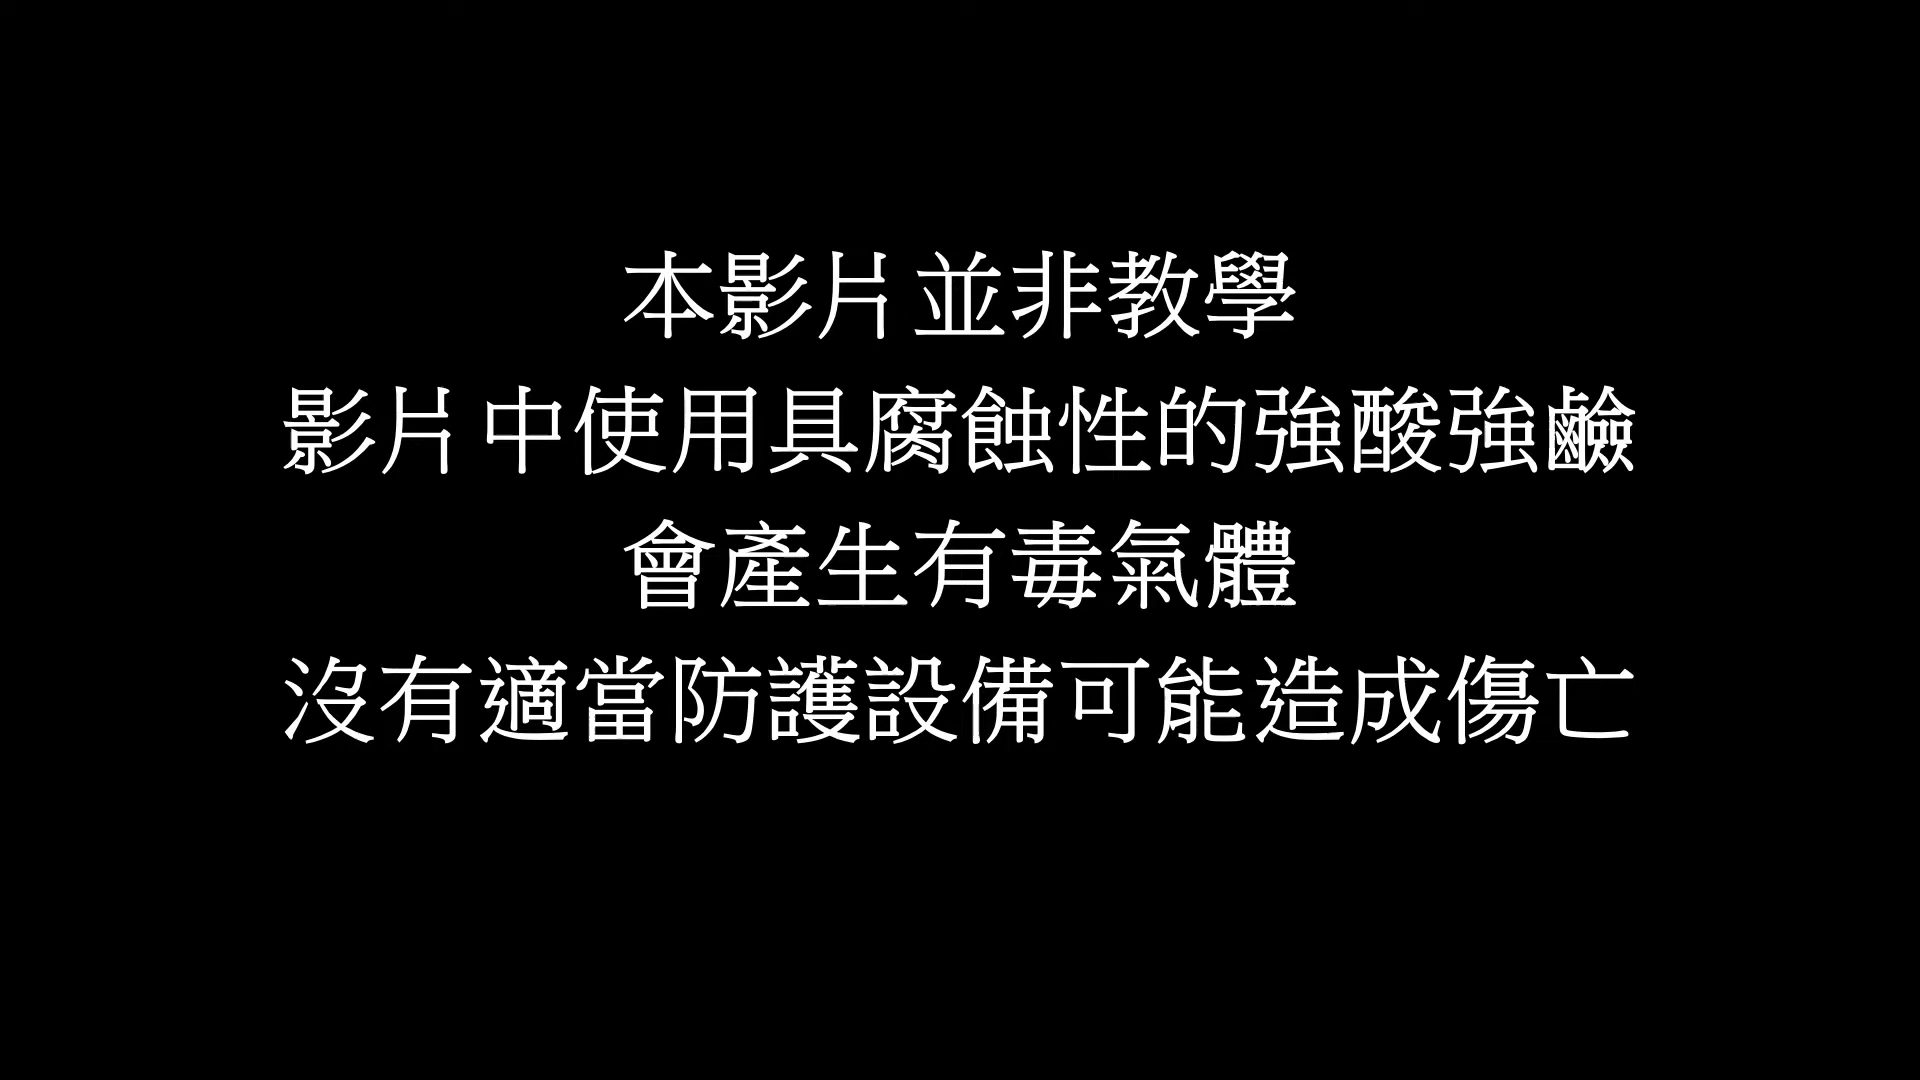 本影片並非教學
影片中使用具腐蝕性的強酸強鹼
會產生有毒氣體
沒有適當防護設備可能造成傷亡